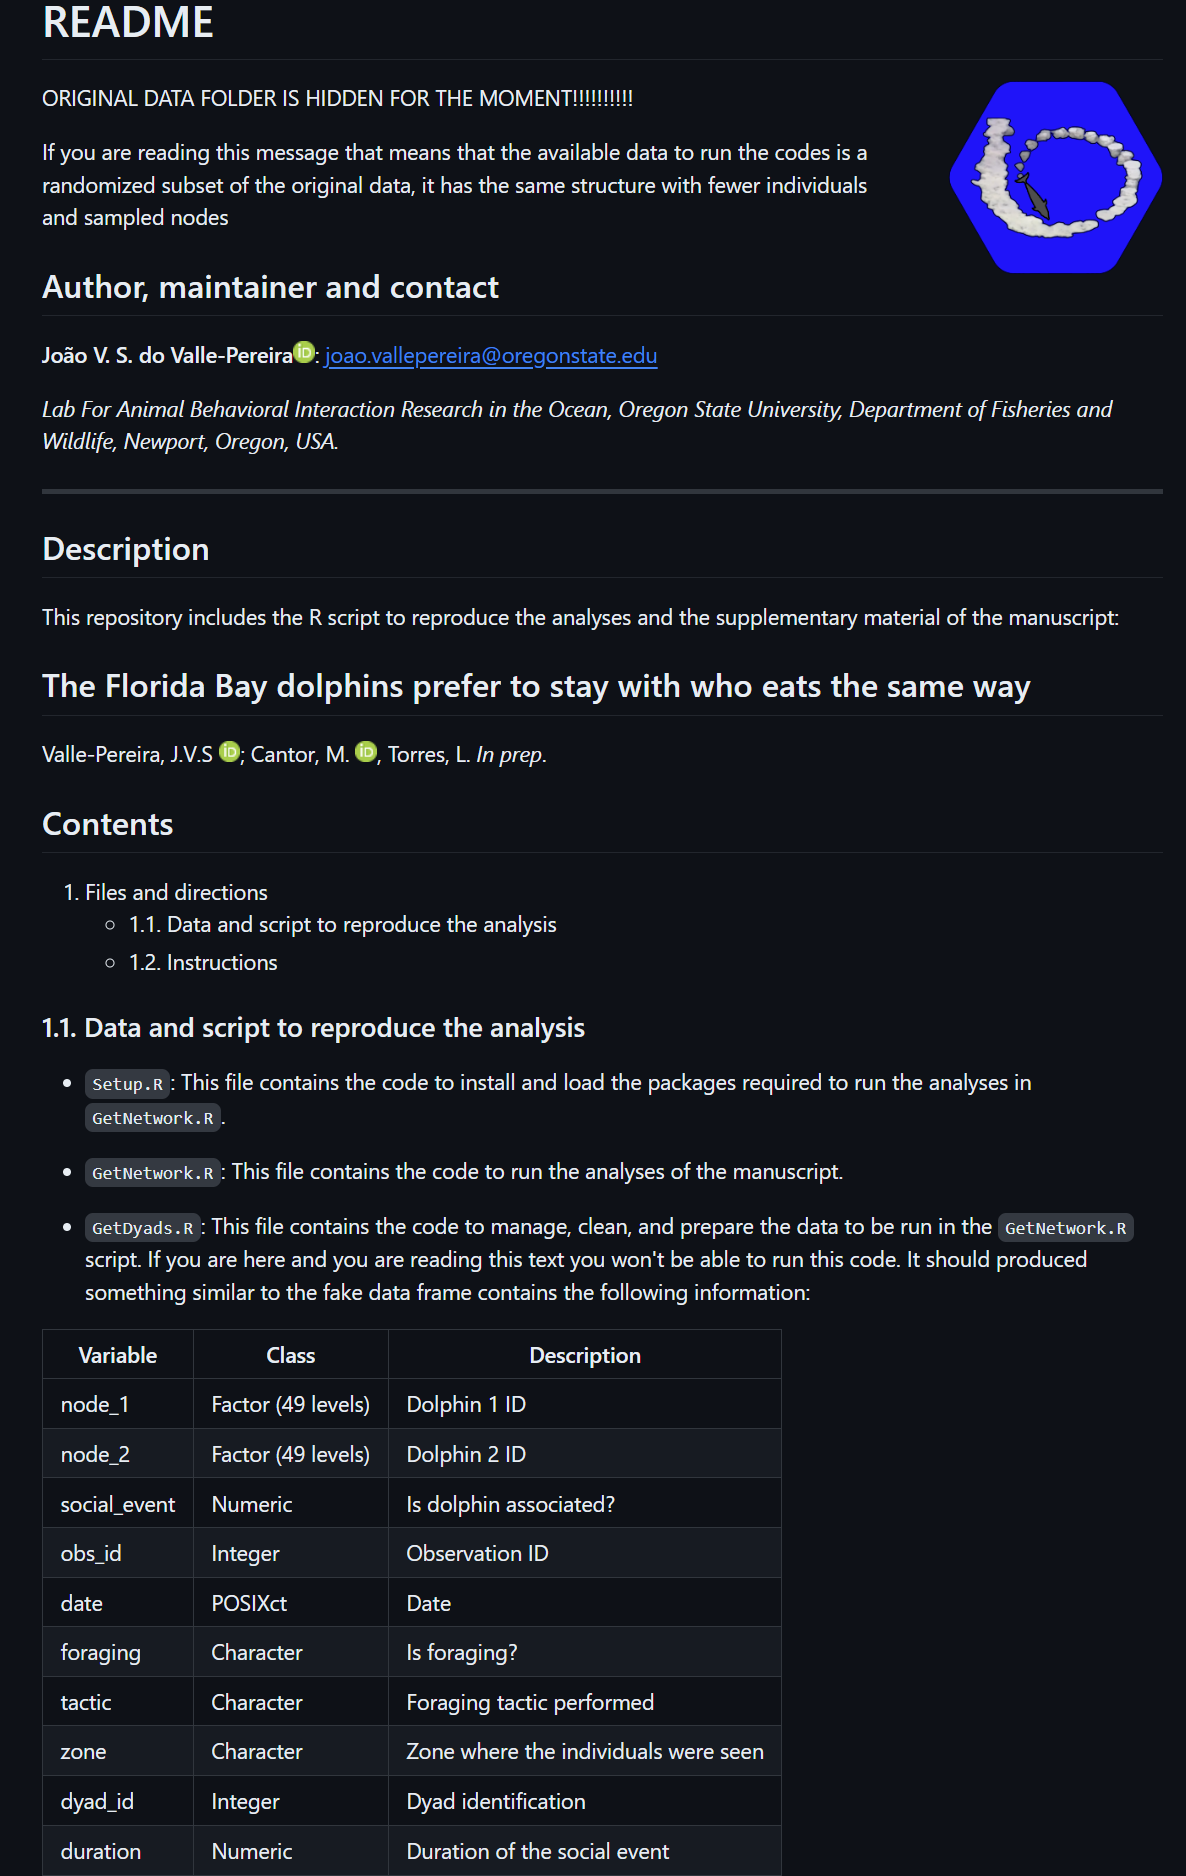 README
ORIGINAL DATA FOLDER IS HIDDEN FOR THE MOMENT!!!!!!!!!!
If you are reading this message that means that the available data to run the codes is a
randomized subset of the original data, it has the same structure with fewer individuals
and sampled nodes
Author, maintainer and contact
João V. S. do Valle-Pereira iD: joao.vallepereira@oregonstate.edu
Lab For Animal Behavioral Interaction Research in the Ocean, Oregon State University, Department of Fisheries and
Wildlife, Newport, Oregon, USA.
Description
This repository includes the R script to reproduce the analyses and the supplementary material of the manuscript:
The Florida Bay dolphins prefer to stay with who eats the same way
Valle-Pereira, J.V.S iD; Cantor, M. iD, Torres, L. In prep.
Contents
1. Files and directions
1.1. Data and script to reproduce the analysis
1.2. Instructions
1.1. Data and script to reproduce the analysis
Setup.R: This file contains the code to install and load the packages required to run the analyses in
GetNetwork.R.
GetNetwork.R: This file contains the code to run the analyses of the manuscript.
GetDyads.R: This file contains the code to manage, clean, and prepare the data to be run in the GetNetwork.R
script. If you are here and you are reading this text you won't be able to run this code. It should produced
something similar to the fake data frame contains the following information:
Variable Class Description
node_1 Factor (49 levels) Dolphin 1 ID
node_2 Factor (49 levels) Dolphin 2 ID
social_event Numeric Is dolphin associated?
obs_id Integer Observation ID
date POSIXct Date
foraging Character Is foraging?
tactic Character Foraging tactic performed
zone Character Zone where the individuals were seen
dyad_id Integer Dyad identification
duration Numeric Duration of the social event